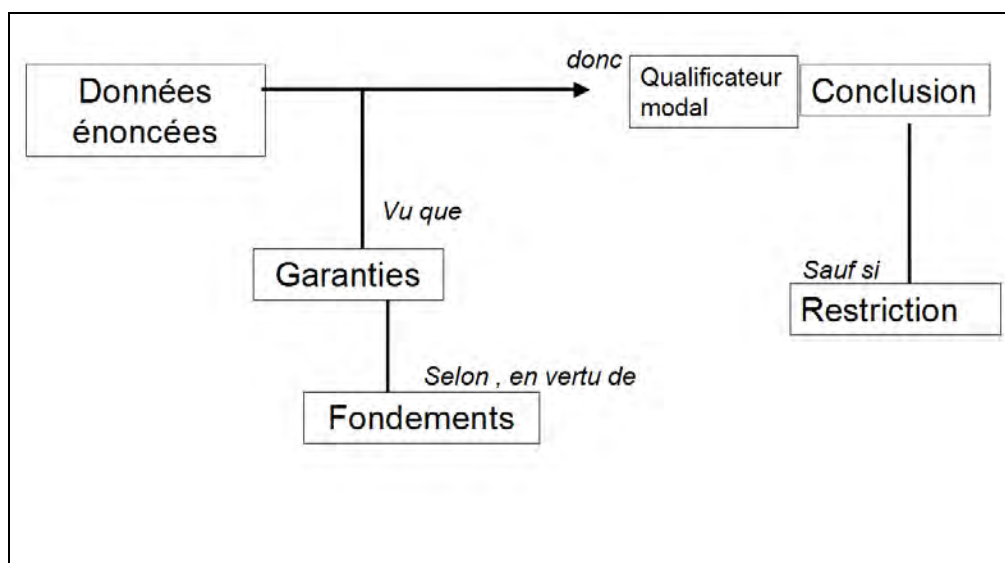 donc
Données
énoncées
Qualificateur
modal
Conclusion
Vu que
Garanties
Sauf si
Restriction
Selon , en vertu de
Fondements